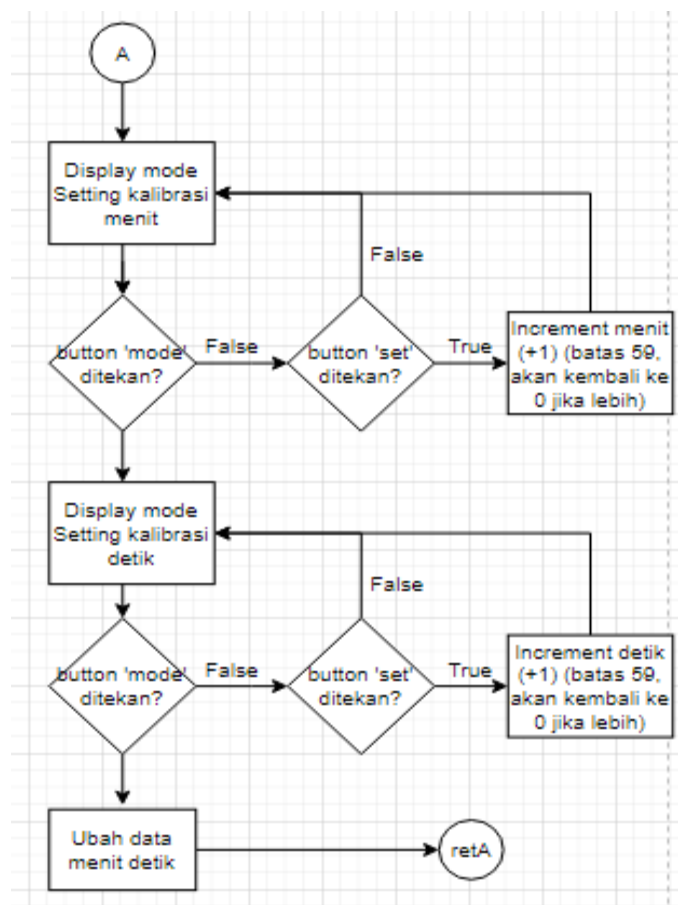 A
Display mode
Setting kalibrasi
menit
False
button 'mode'
ditekan?
False
button 'set'
ditekan?
True
Increment menit
(+1) (batas 59,
akan kembali ke
0 jika lebih)
Display mode
Setting kalibrasi
detik
False
button 'mode'
ditekan?
False
button 'set'
ditekan?
True
Increment detik
(+1) (batas 59,
akan kembali ke
0 jika lebih)
Ubah data
menit detik
retA